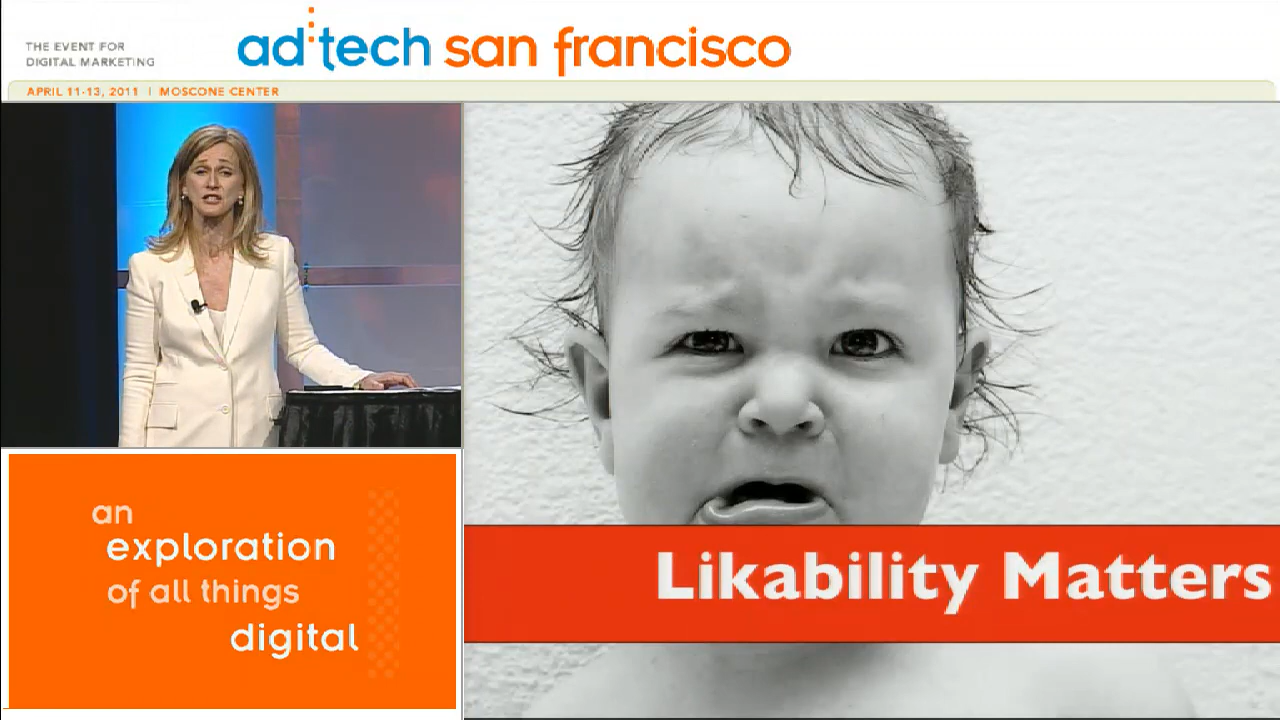 THE EVENT FOR
DIGITAL MARKETING
ad:tech san francisco
APRIL 11-13, 2011 | MOSCONE CENTER
an
exploration
of all things
digital
Likability Matters